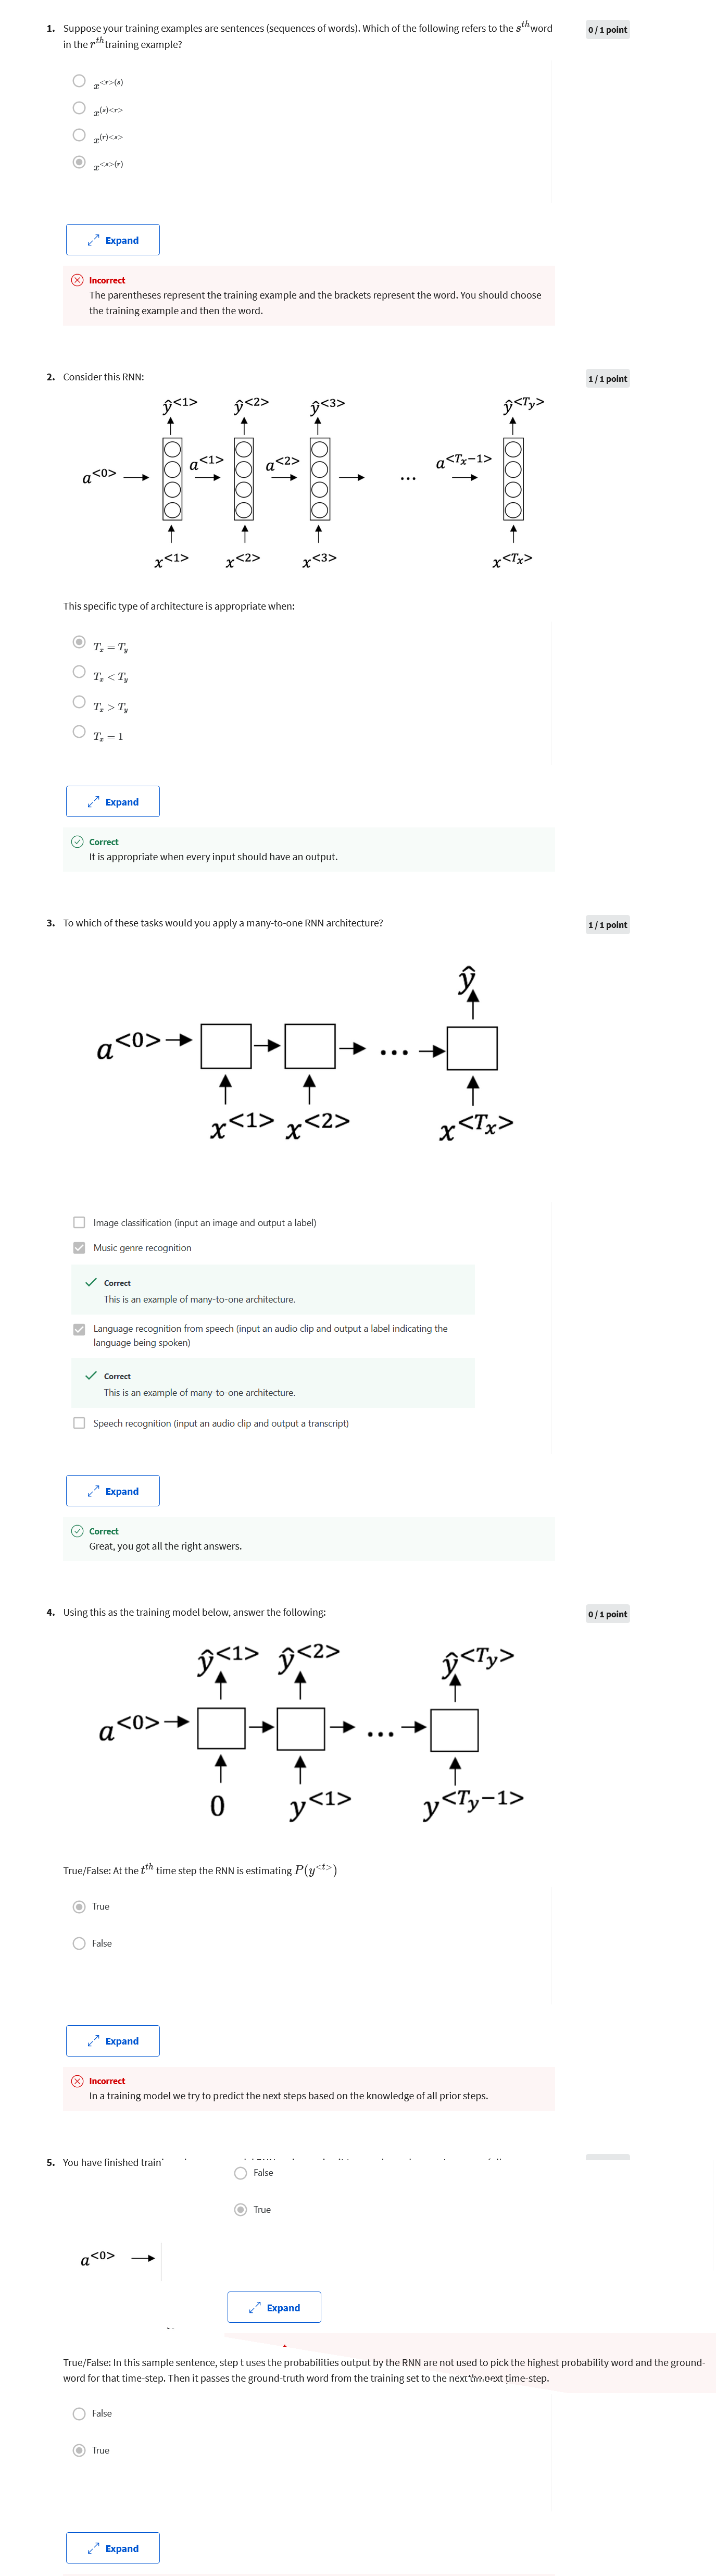 1. Suppose your training examples are sentences (sequences of words). Which of the following refers to the s^th word
0 / 1 point
in the r^th training example?
x^<r>(s)
x^(s)<r>
x^(r)<s>
x^<s>(r)
Expand
Incorrect
The parentheses represent the training example and the brackets represent the word. You should choose
the training example and then the word.
2. Consider this RNN:
1 / 1 point
ŷ^<1> ŷ^<2> ŷ^<3> ŷ^<T_y>
a^<0> a^<1> a^<2> ... a^<T_x−1>
x^<1> x^<2> x^<3> x^<T_x>
This specific type of architecture is appropriate when:
T_x = T_y
T_x < T_y
T_x > T_y
T_x = 1
Expand
Correct
It is appropriate when every input should have an output.
3. To which of these tasks would you apply a many-to-one RNN architecture?
1 / 1 point
ŷ
a^<0> ...
x^<1> x^<2> x^<T_x>
Image classification (input an image and output a label)
Music genre recognition
Correct
This is an example of many-to-one architecture.
Language recognition from speech (input an audio clip and output a label indicating the
language being spoken)
Correct
This is an example of many-to-one architecture.
Speech recognition (input an audio clip and output a transcript)
Expand
Correct
Great, you got all the right answers.
4. Using this as the training model below, answer the following:
0 / 1 point
ŷ^<1> ŷ^<2> ŷ^<T_y>
a^<0> ...
0 y^<1> y^<T_y−1>
True/False: At the t^th time step the RNN is estimating P(y^<t>)
True
False
Expand
Incorrect
In a training model we try to predict the next steps based on the knowledge of all prior steps.
5. You have finished
False
True
a^<0>
Expand
True/False: In this sample sentence, step t uses the probabilities output by the RNN are not used to pick the highest probability word and the ground-
word for that time-step. Then it passes the ground-truth word from the training set to the next time-step.
False
True
Expand